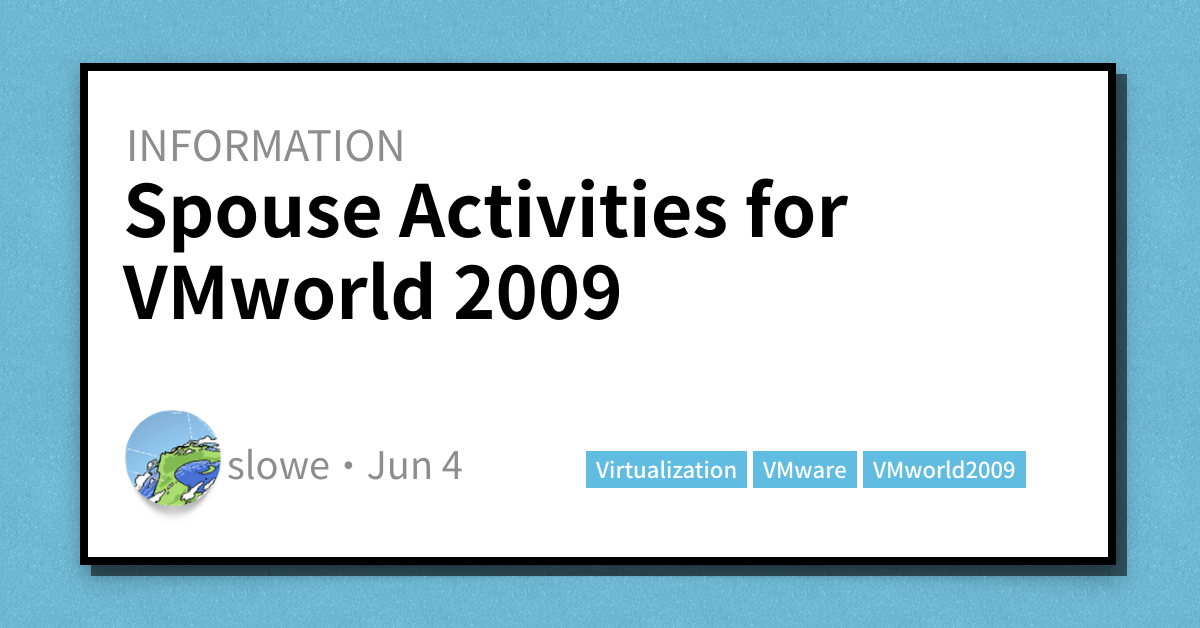 INFORMATION
Spouse Activities for
VMworld 2009
slowe • Jun 4
Virtualization VMware VMworld2009